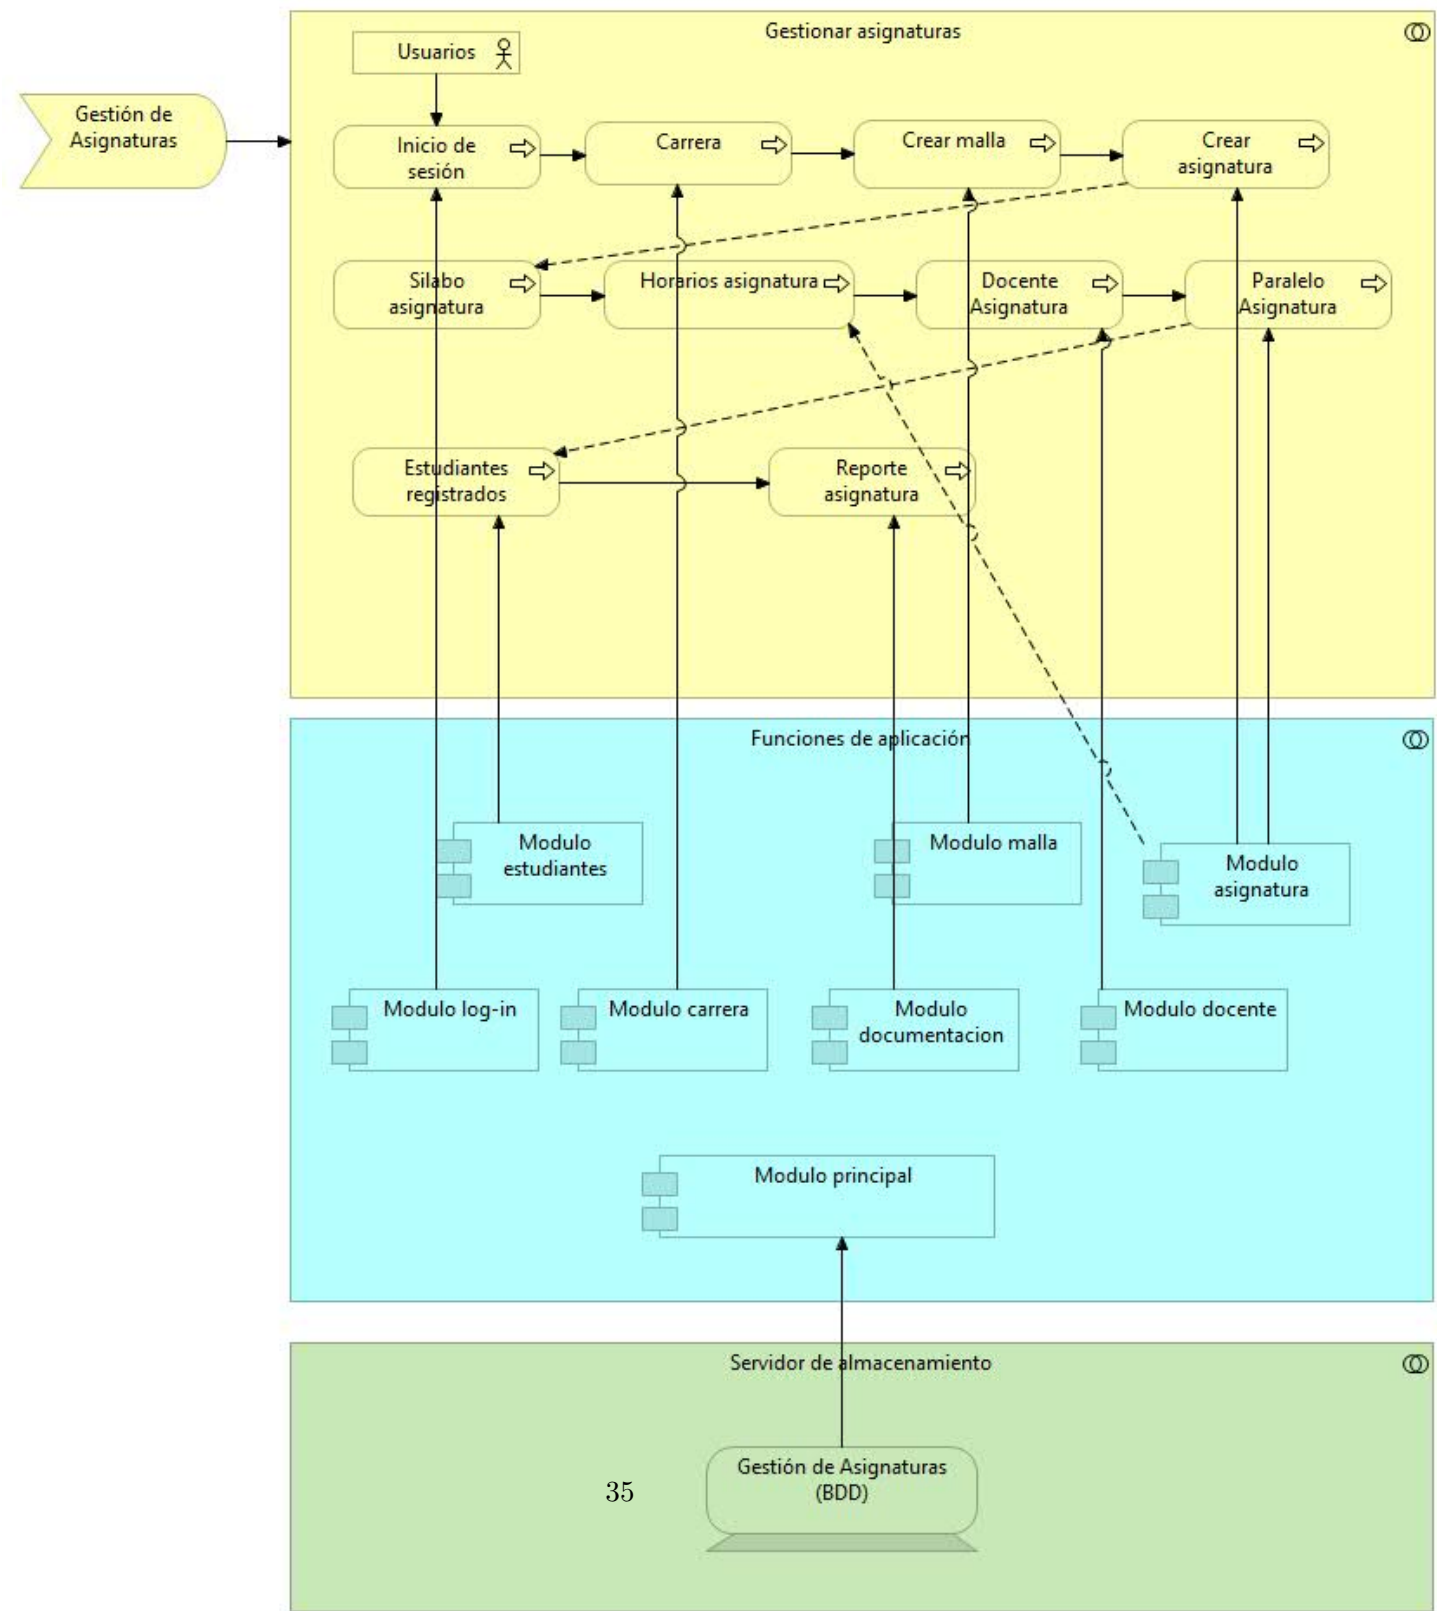 Gestionar asignaturas
Usuarios
Gestión de
Asignaturas
Inicio de
sesión
Carrera
Crear malla
Crear
asignatura
Silabo
asignatura
Horarios asignatura
Docente
Asignatura
Paralelo
Asignatura
Estudiantes
registrados
Reporte
asignatura
Funciones de aplicación
Modulo
estudiantes
Modulo malla
Modulo
asignatura
Modulo log-in
Modulo carrera
Modulo
documentacion
Modulo docente
Modulo principal
Servidor de almacenamiento
Gestión de Asignaturas
(BDD)
35